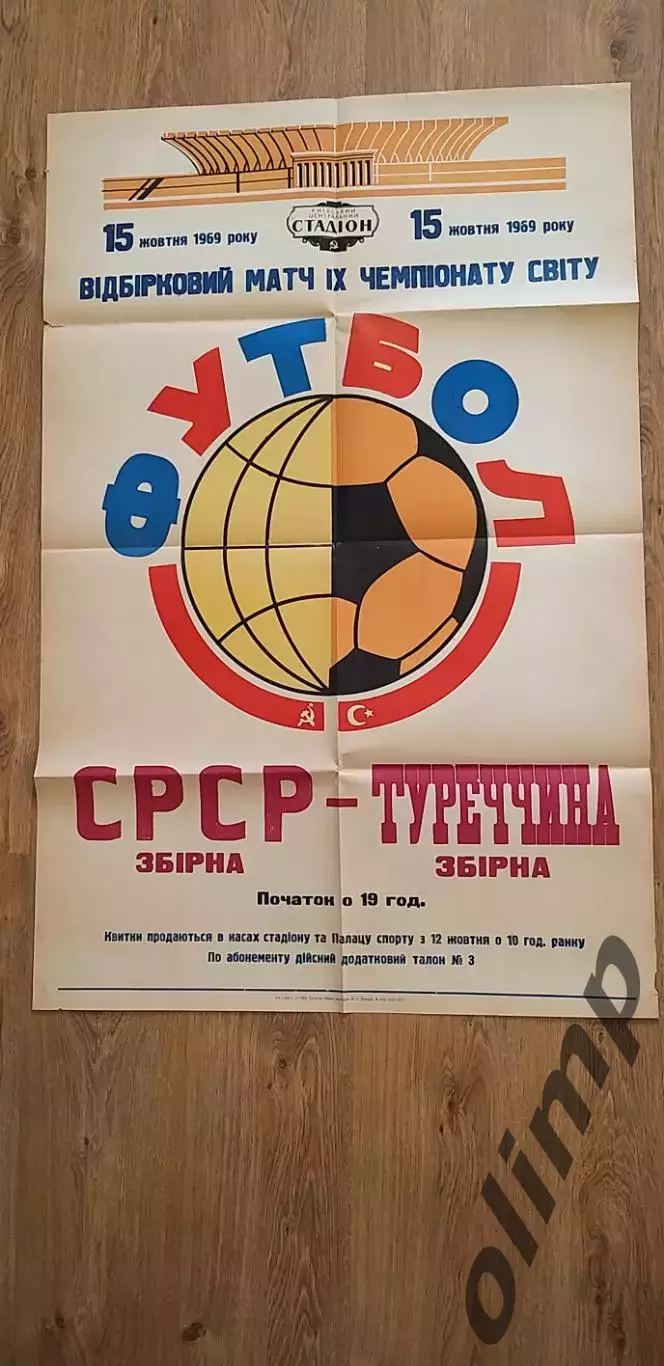 КИЇВСЬКИЙ
ЦЕНТРАЛЬНИЙ
СТАДІОН
15 жовтня 1969 року
15 жовтня 1969 року
ВІДБІРКОВИЙ МАТЧ IX ЧЕМПІОНАТУ СВІТУ
ФУТБОЛ
СРСР - ТУРЕЧЧИНА
ЗБІРНА ЗБІРНА
Початок о 19 год.
Квитки продаються в касах стадіону та Палацу спорту з 12 жовтня о 10 год. ранку
По абонементу дійсний додатковий талон № 3
olimp